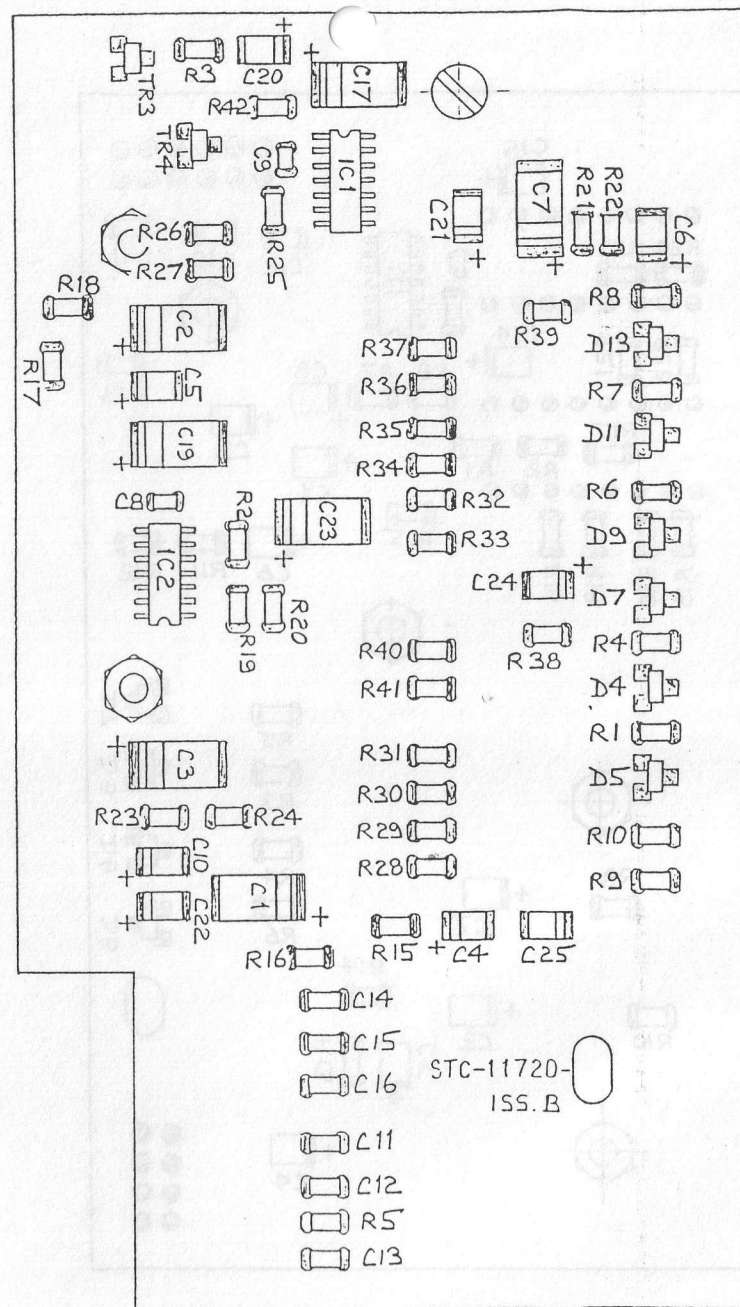 TR3
R3
C20
+
C17
+
R42
TR4
C9
IC1
R26
R27
R25
C21
+
C7
+
R21
R22
C6
+
R18
R17
C2
+
C5
+
C19
+
R39
R8
D13
R7
D11
R6
D9
D7
R4
D4
R1
D5
R10
R9
R37
R36
R35
R34
R32
R33
C8
IC2
R2
C23
+
R19
R20
C24
+
R38
R40
R41
R31
R30
R29
R28
C3
+
R23
R24
C10
+
C22
+
C1
+
R15
C4
+
C25
R16
C14
C15
C16
C11
C12
R5
C13
STC-11720-
ISS.B